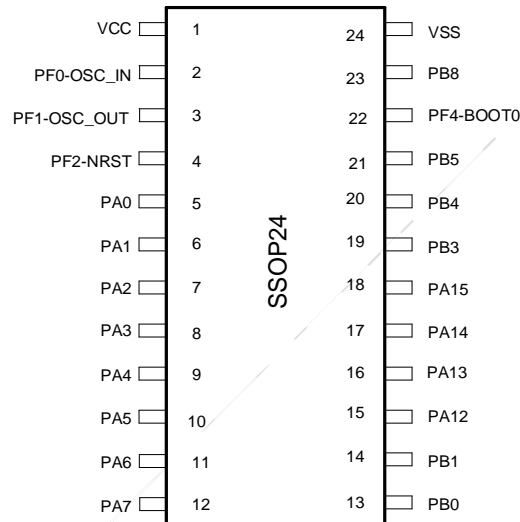 VCC 1 24 VSS
PF0-OSC_IN 2 23 PB8
PF1-OSC_OUT 3 22 PF4-BOOT0
PF2-NRST 4 21 PB5
PA0 5 20 PB4
PA1 6 19 PB3
PA2 7 18 PA15
PA3 8 17 PA14
PA4 9 16 PA13
PA5 10 15 PA12
PA6 11 14 PB1
PA7 12 13 PB0
SSOP24